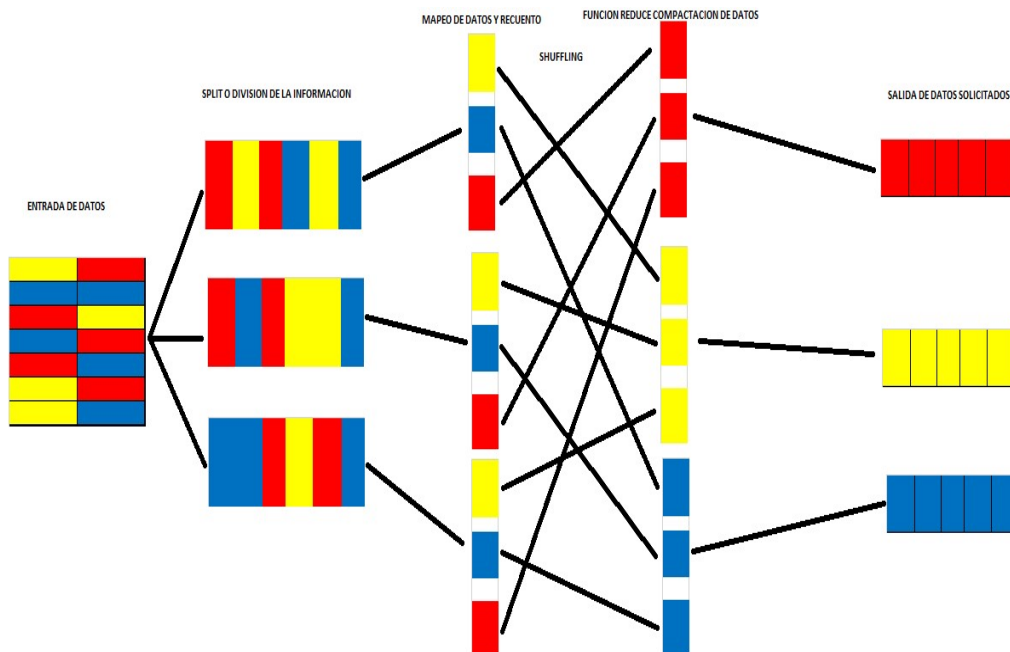 MAPEO DE DATOS Y RECUENTO
FUNCION REDUCE COMPACTACION DE DATOS
SHUFFLING
SPLIT O DIVISION DE LA INFORMACION
SALIDA DE DATOS SOLICITADOS
ENTRADA DE DATOS